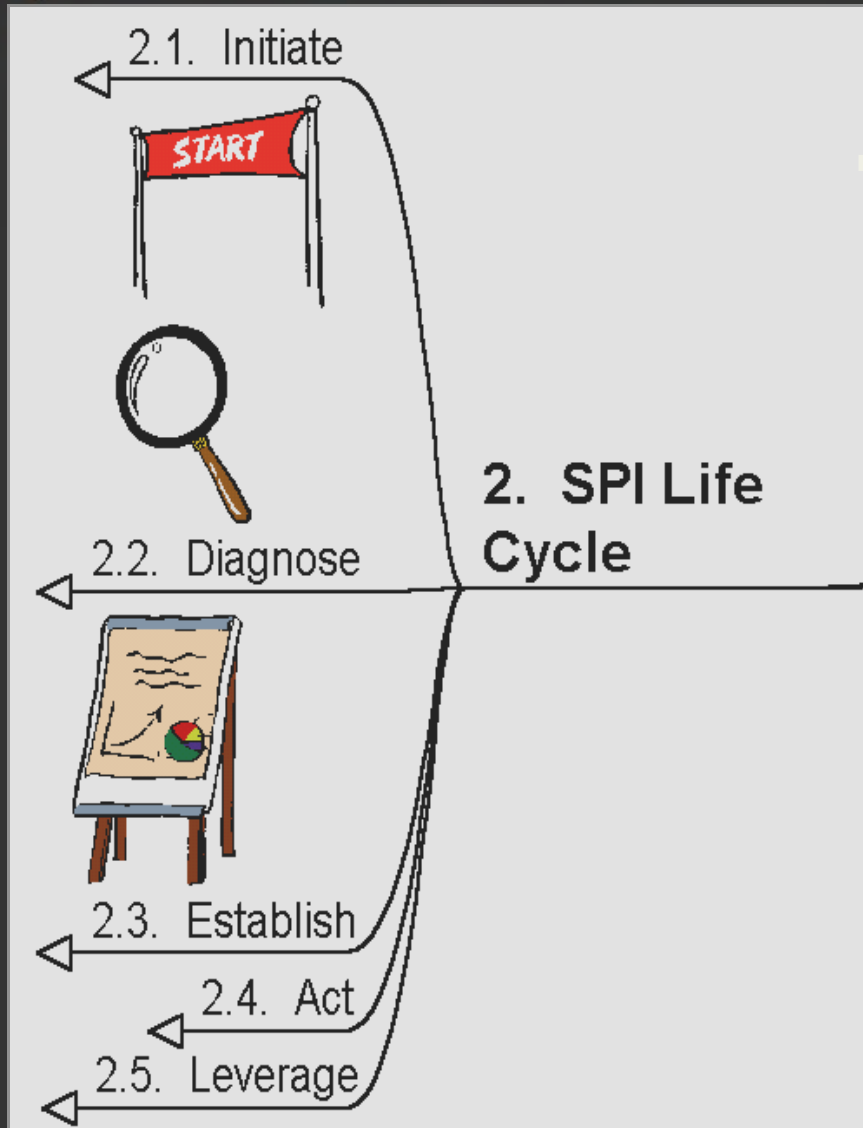 2.1. Initiate
START
2. SPI Life
Cycle
2.2. Diagnose
2.3. Establish
2.4. Act
2.5. Leverage